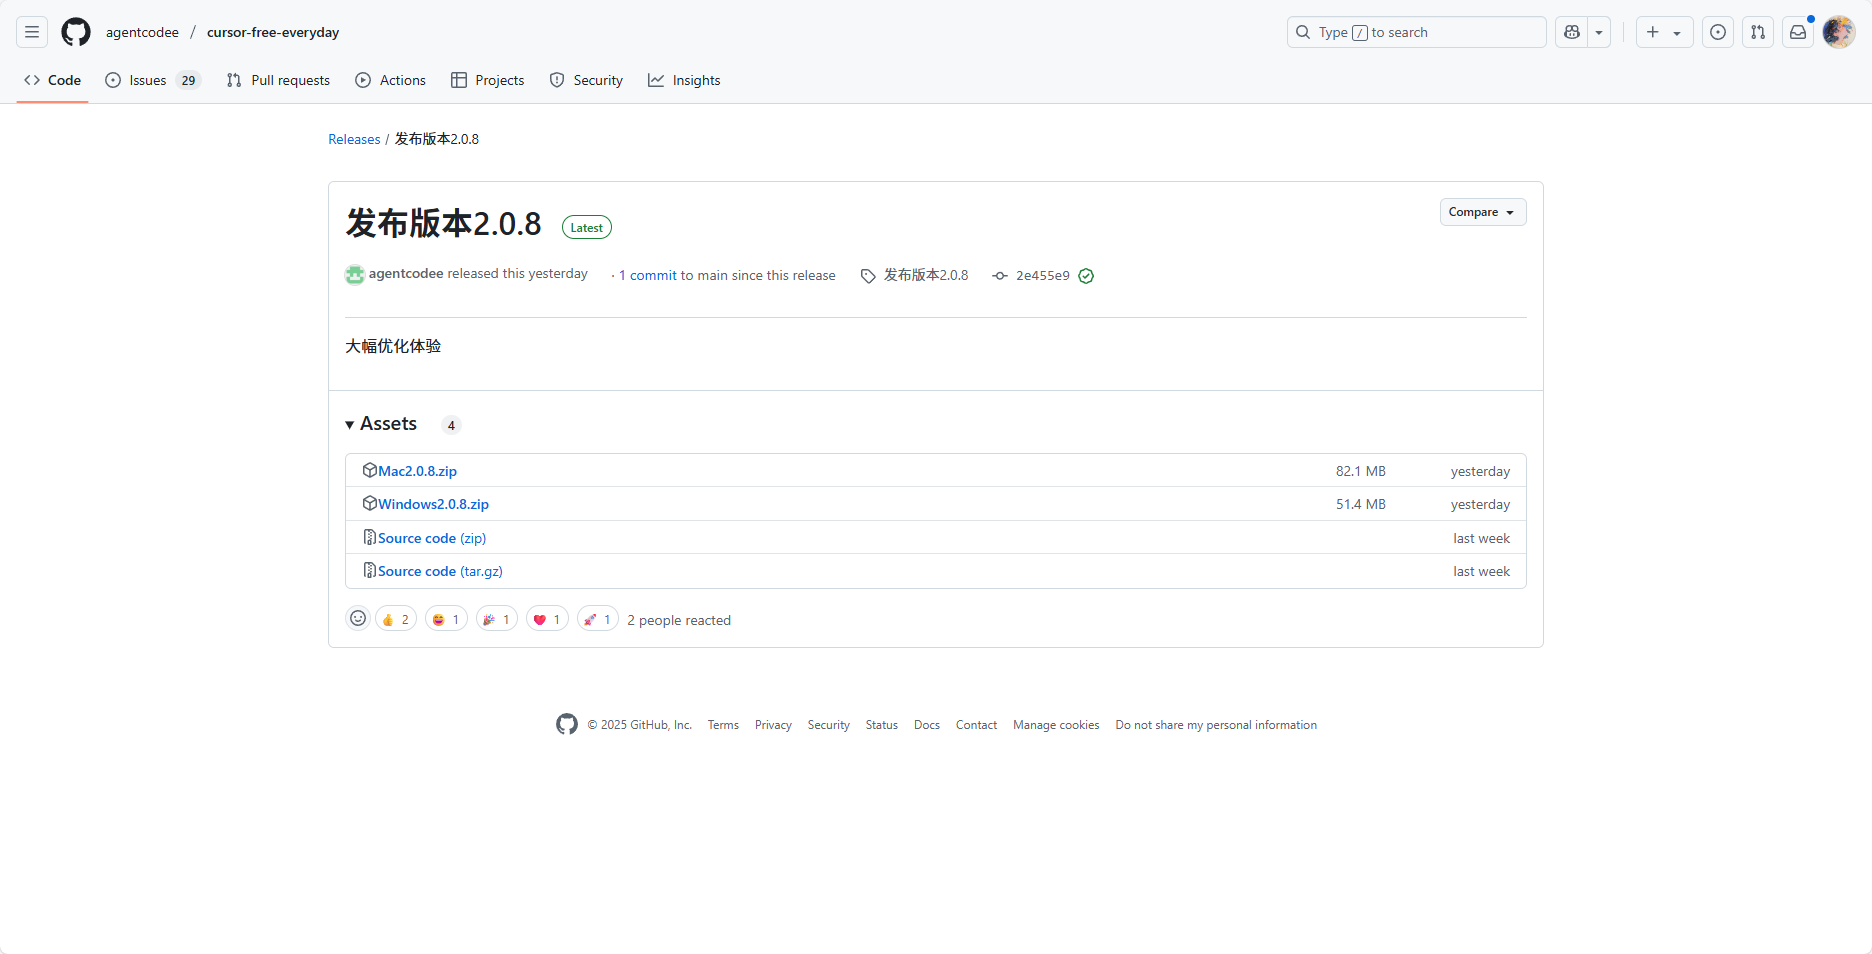 agentcodee / cursor-free-everyday
Type / to search
Code
Issues 29
Pull requests
Actions
Projects
Security
Insights
Releases / 发布版本2.0.8
发布版本2.0.8 Latest
Compare
agentcodee released this yesterday · 1 commit to main since this release 发布版本2.0.8 2e455e9
大幅优化体验
Assets 4
Mac2.0.8.zip 82.1 MB yesterday
Windows2.0.8.zip 51.4 MB yesterday
Source code (zip) last week
Source code (tar.gz) last week
👍 2 😄 1 🎉 1 ❤️ 1 🚀 1 2 people reacted
© 2025 GitHub, Inc. Terms Privacy Security Status Docs Contact Manage cookies Do not share my personal information